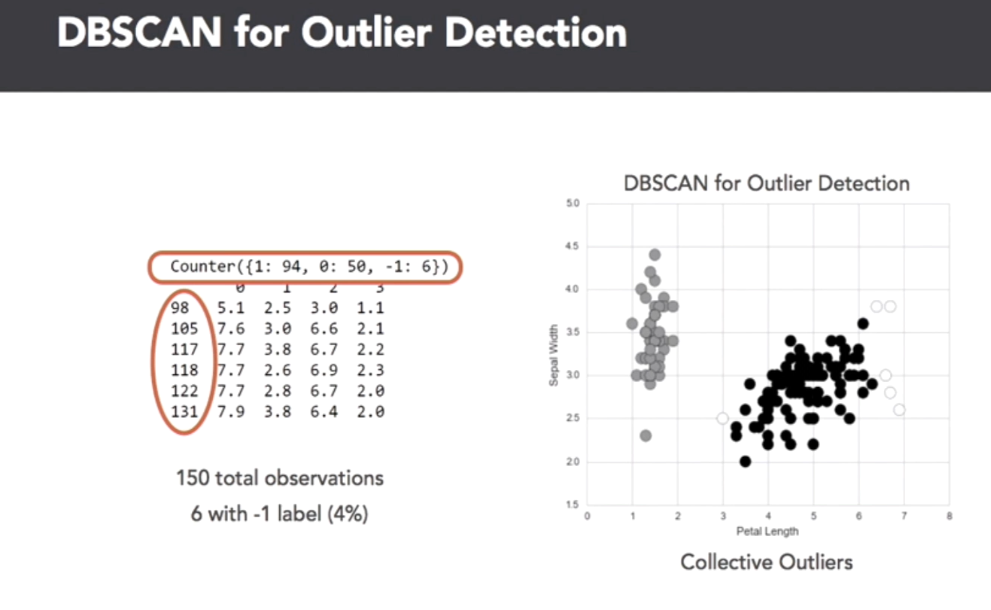 DBSCAN for Outlier Detection
Counter({1: 94, 0: 50, -1: 6})
0 1 2 3
98 5.1 2.5 3.0 1.1
105 7.6 3.0 6.6 2.1
117 7.7 3.8 6.7 2.2
118 7.7 2.6 6.9 2.3
122 7.7 2.8 6.7 2.0
131 7.9 3.8 6.4 2.0
150 total observations
6 with -1 label (4%)
DBSCAN for Outlier Detection
Sepal Width
5.0
4.5
4.0
3.5
3.0
2.5
2.0
1.5
0 1 2 3 4 5 6 7 8
Petal Length
Collective Outliers